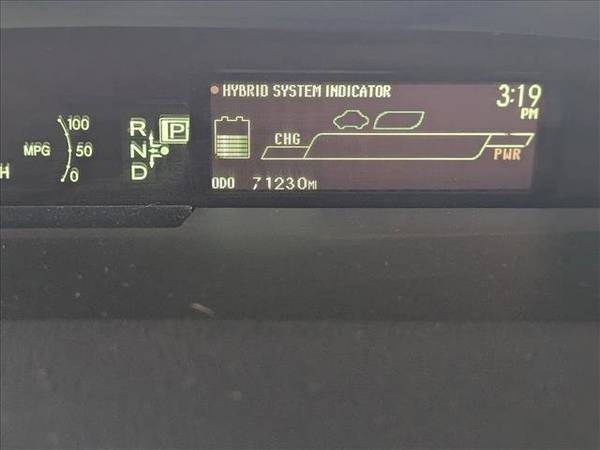 HYBRID SYSTEM INDICATOR
3:19
PM
100
MPG 50
0
H
R
N
D
P
CHG
PWR
ODO 71230MI